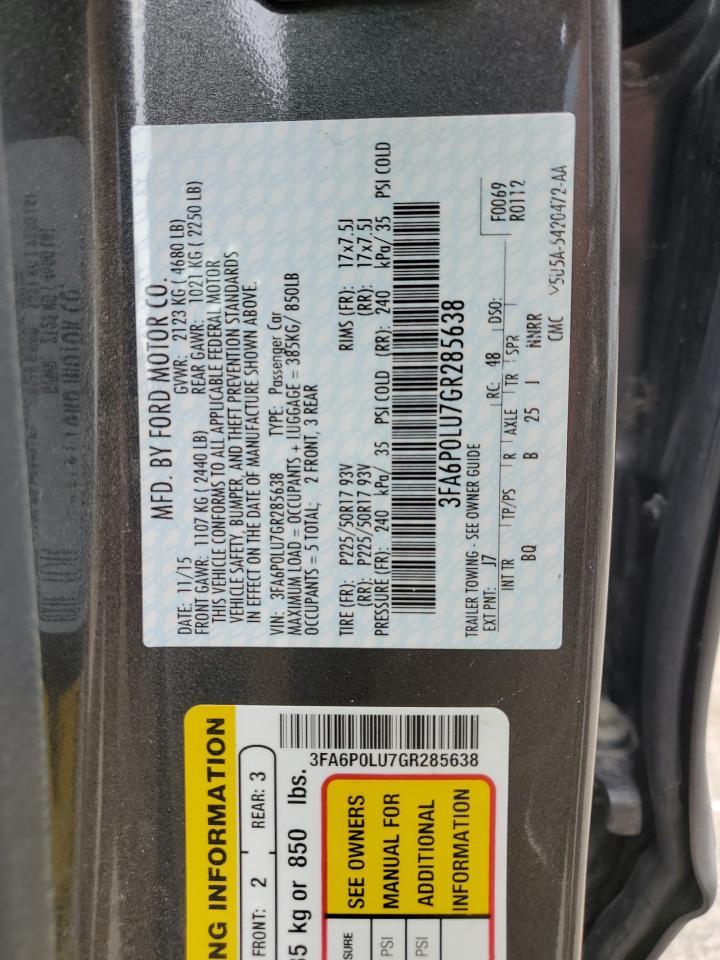 MFD. BY FORD MOTOR CO.
DATE: 11/15 GVWR: 2123 KG (4680 LB)
FRONT GAWR: 1107 KG (2440 LB) REAR GAWR: 1021 KG (2250 LB)
THIS VEHICLE CONFORMS TO ALL APPLICABLE FEDERAL MOTOR
VEHICLE SAFETY, BUMPER, AND THEFT PREVENTION STANDARDS
IN EFFECT ON THE DATE OF MANUFACTURE SHOWN ABOVE.
VIN: 3FA6P0LU7GR285638 TYPE: Passenger Car
MAXIMUM LOAD = OCCUPANTS + LUGGAGE = 385KG/ 850LB
OCCUPANTS = 5 TOTAL; 2 FRONT, 3 REAR
TIRE (FR): P225/50R17 93V RIMS (FR): 17x7.5J
(RR): P225/50R17 93V (RR): 17x7.5J
PRESSURE (FR): 240 kPa/ 35 PSI COLD (RR): 240 kPa/ 35 PSI COLD
3FA6P0LU7GR285638
TRAILER TOWING - SEE OWNER GUIDE
F0069
R0112
EXT PNT: J7 RC: 48 DSO:
INT TR TP/PS R AXLE TR SPR
BQ B 25 I NNRR
CMC 5U5A-5420472-AA
NG INFORMATION
FRONT: 2 REAR: 3
85 kg or 850 lbs.
3FA6P0LU7GR285638
SSURE
PSI
PSI
SEE OWNERS
MANUAL FOR
ADDITIONAL
INFORMATION